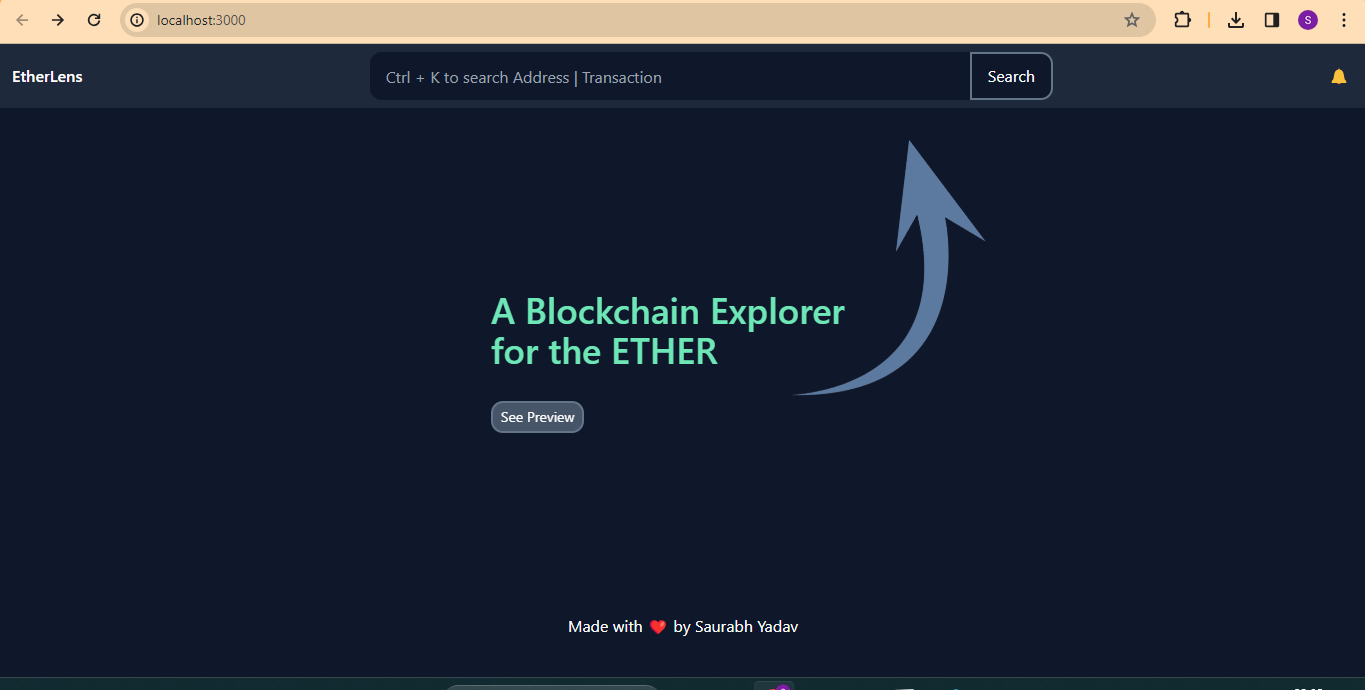 localhost:3000
S
EtherLens
Ctrl + K to search Address | Transaction
Search
A Blockchain Explorer
for the ETHER
See Preview
Made with ❤️ by Saurabh Yadav